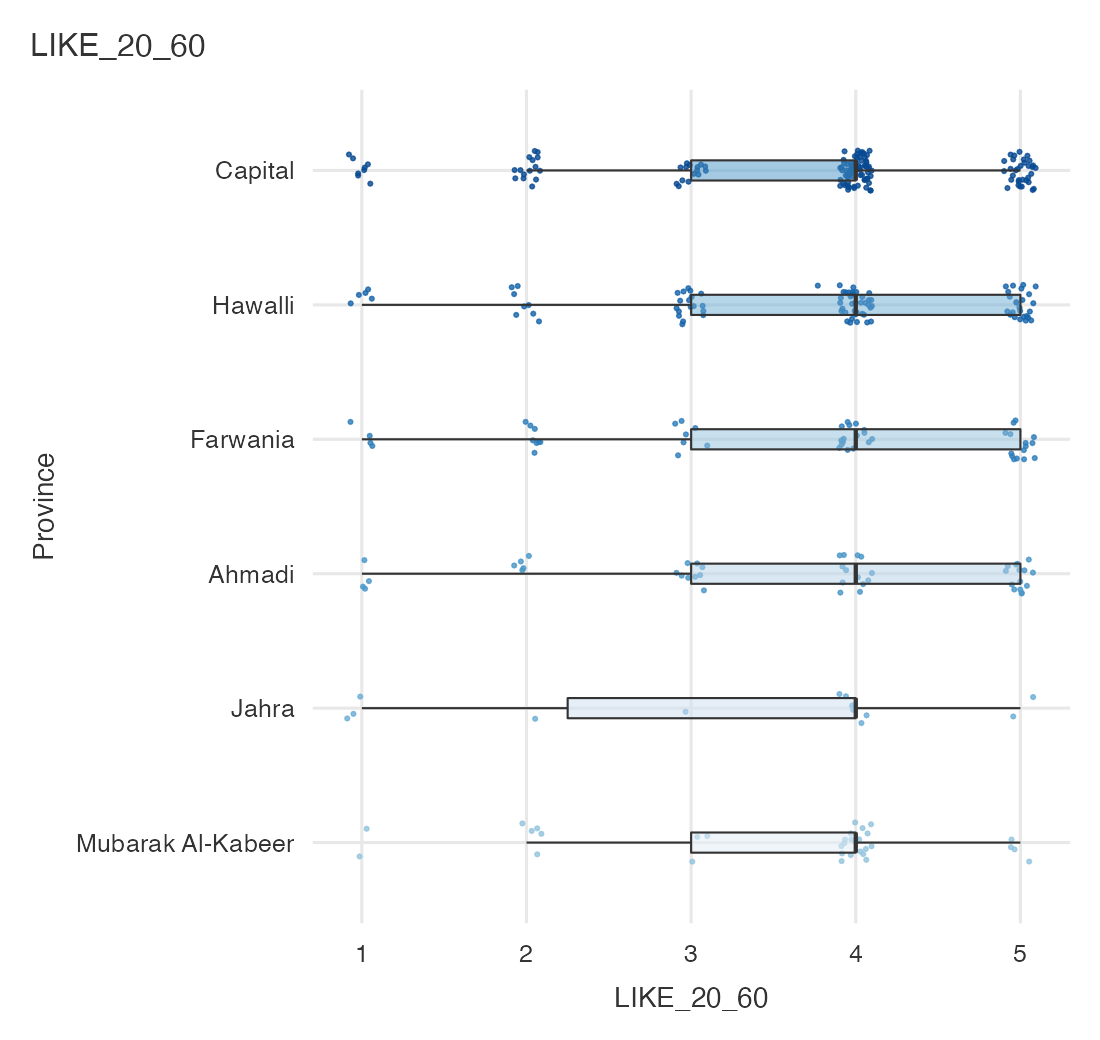 LIKE_20_60
Capital
Hawalli
Farwania
Ahmadi
Jahra
Mubarak Al-Kabeer
Province
1 2 3 4 5
LIKE_20_60